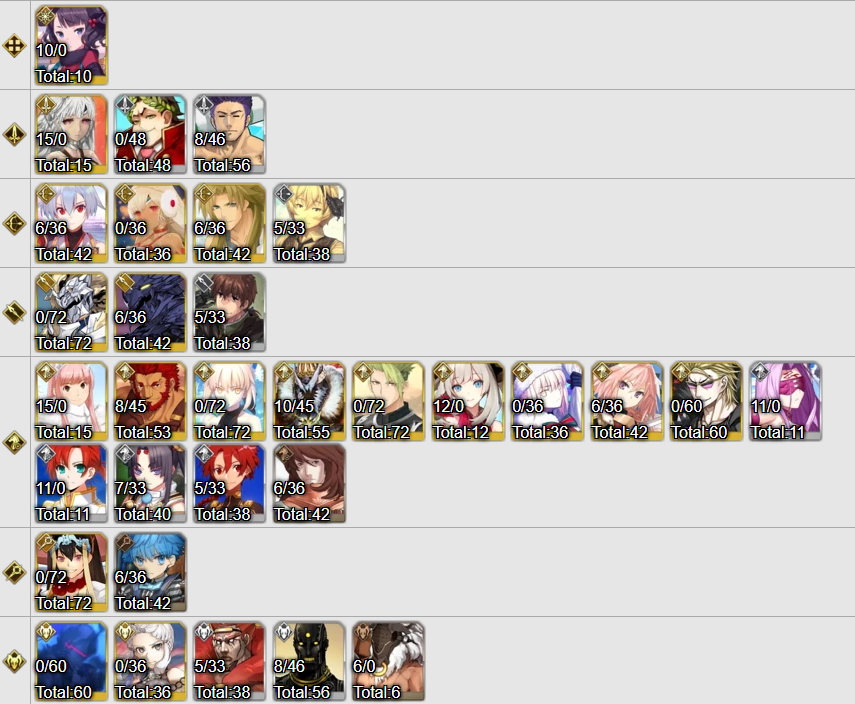 10/0
Total:10
15/0 0/48 8/46
Total:15 Total:48 Total:56
6/36 0/36 6/36 5/33
Total:42 Total:36 Total:42 Total:38
0/72 6/36 5/33
Total:72 Total:42 Total:38
15/0 8/45 0/72 10/45 0/72 12/0 0/36 6/36 0/60 11/0
Total:15 Total:53 Total:72 Total:55 Total:72 Total:12 Total:36 Total:42 Total:60 Total:11
11/0 7/33 5/33 6/36
Total:11 Total:40 Total:38 Total:42
0/72 6/36
Total:72 Total:42
0/60 0/36 5/33 8/46 6/0
Total:60 Total:36 Total:38 Total:56 Total:6